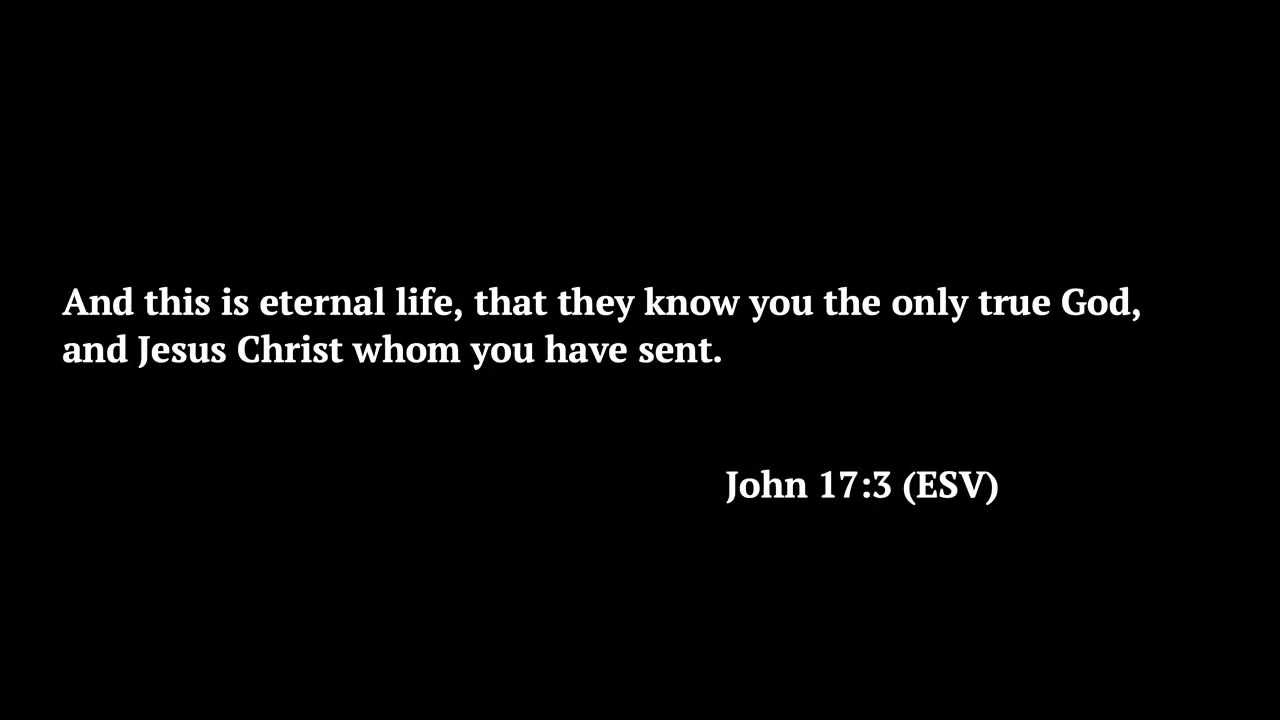 And this is eternal life, that they know you the only true God,
and Jesus Christ whom you have sent.
John 17:3 (ESV)